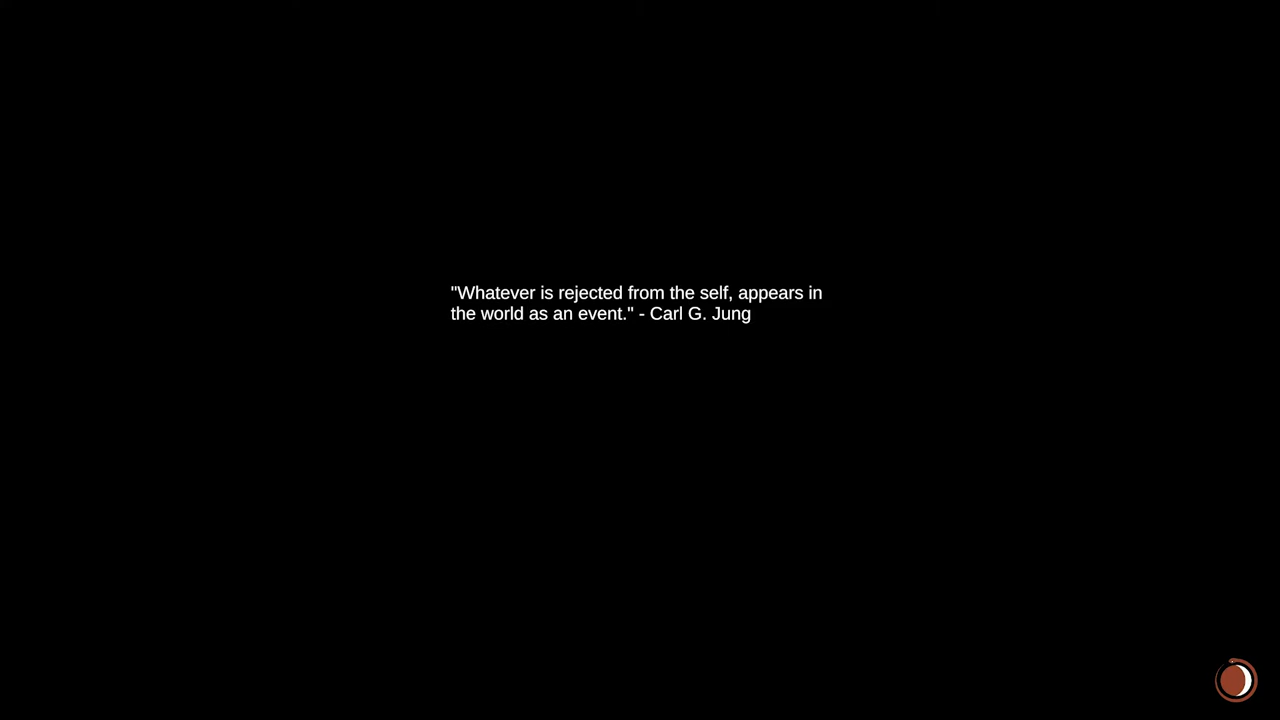 "Whatever is rejected from the self, appears in
the world as an event." - Carl G. Jung